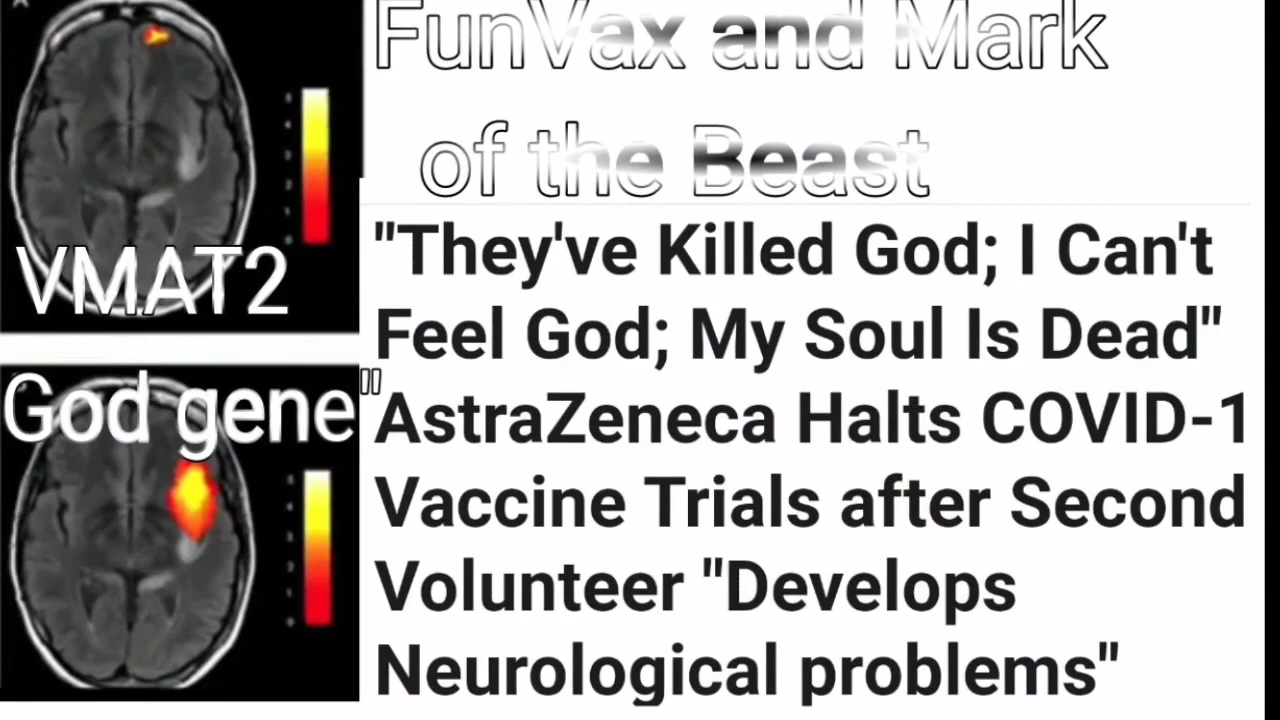 FunVax and Mark
of the Beast
VMAT2
God gene"
"They've Killed God; I Can't
Feel God; My Soul Is Dead"
AstraZeneca Halts COVID-1
Vaccine Trials after Second
Volunteer "Develops
Neurological problems"